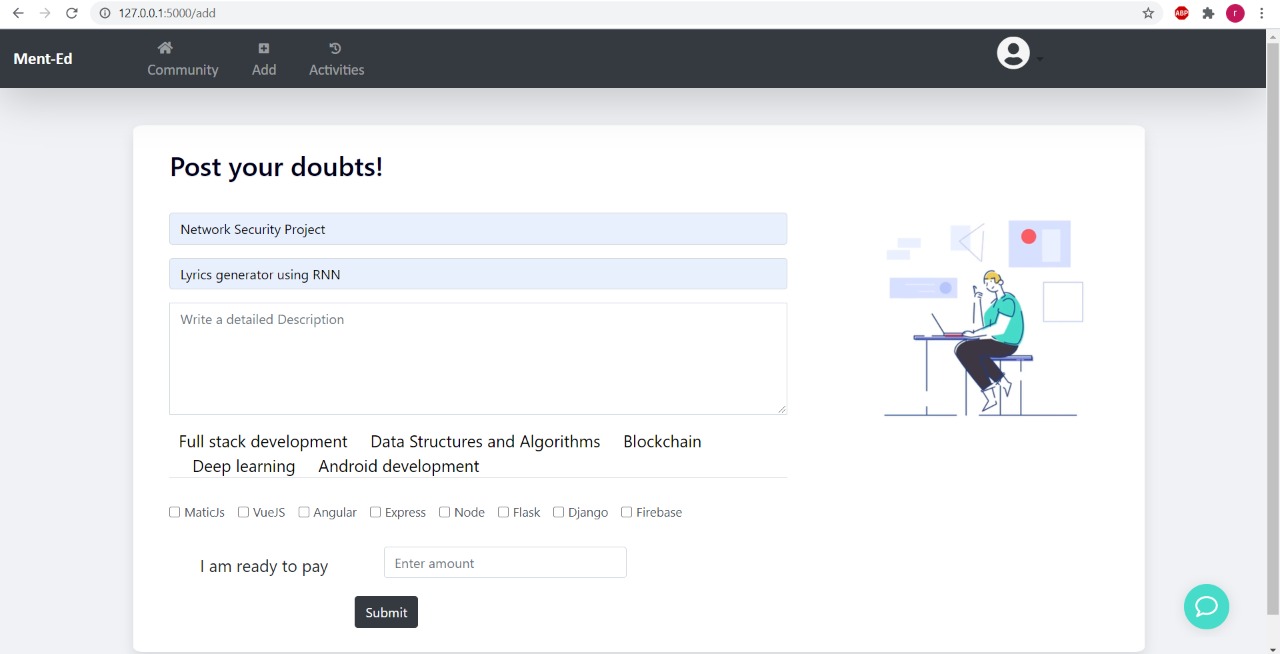 127.0.0.1:5000/add
ABP
r
Ment-Ed
Community Add Activities
Post your doubts!
Network Security Project
Lyrics generator using RNN
Write a detailed Description
Full stack development Data Structures and Algorithms Blockchain
Deep learning Android development
MaticJs VueJS Angular Express Node Flask Django Firebase
I am ready to pay Enter amount
Submit